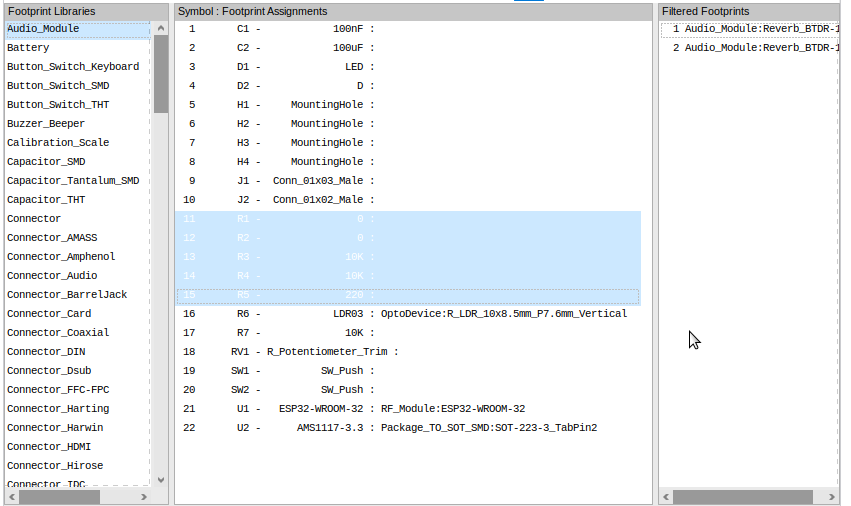 Footprint Libraries
Audio_Module
Battery
Button_Switch_Keyboard
Button_Switch_SMD
Button_Switch_THT
Buzzer_Beeper
Calibration_Scale
Capacitor_SMD
Capacitor_Tantalum_SMD
Capacitor_THT
Connector
Connector_AMASS
Connector_Amphenol
Connector_Audio
Connector_BarrelJack
Connector_Card
Connector_Coaxial
Connector_DIN
Connector_Dsub
Connector_FFC-FPC
Connector_Harting
Connector_Harwin
Connector_HDMI
Connector_Hirose
Connector_IDC
Symbol : Footprint Assignments
1 C1 - 100nF :
2 C2 - 100uF :
3 D1 - LED :
4 D2 - D :
5 H1 - MountingHole :
6 H2 - MountingHole :
7 H3 - MountingHole :
8 H4 - MountingHole :
9 J1 - Conn_01x03_Male :
10 J2 - Conn_01x02_Male :
11 R1 - 0 :
12 R2 - 0 :
13 R3 - 10K :
14 R4 - 10K :
15 R5 - 220 :
16 R6 - LDR03 : OptoDevice:R_LDR_10x8.5mm_P7.6mm_Vertical
17 R7 - 10K :
18 RV1 - R_Potentiometer_Trim :
19 SW1 - SW_Push :
20 SW2 - SW_Push :
21 U1 - ESP32-WROOM-32 : RF_Module:ESP32-WROOM-32
22 U2 - AMS1117-3.3 : Package_TO_SOT_SMD:SOT-223-3_TabPin2
Filtered Footprints
1 Audio_Module:Reverb_BTDR-1
2 Audio_Module:Reverb_BTDR-1